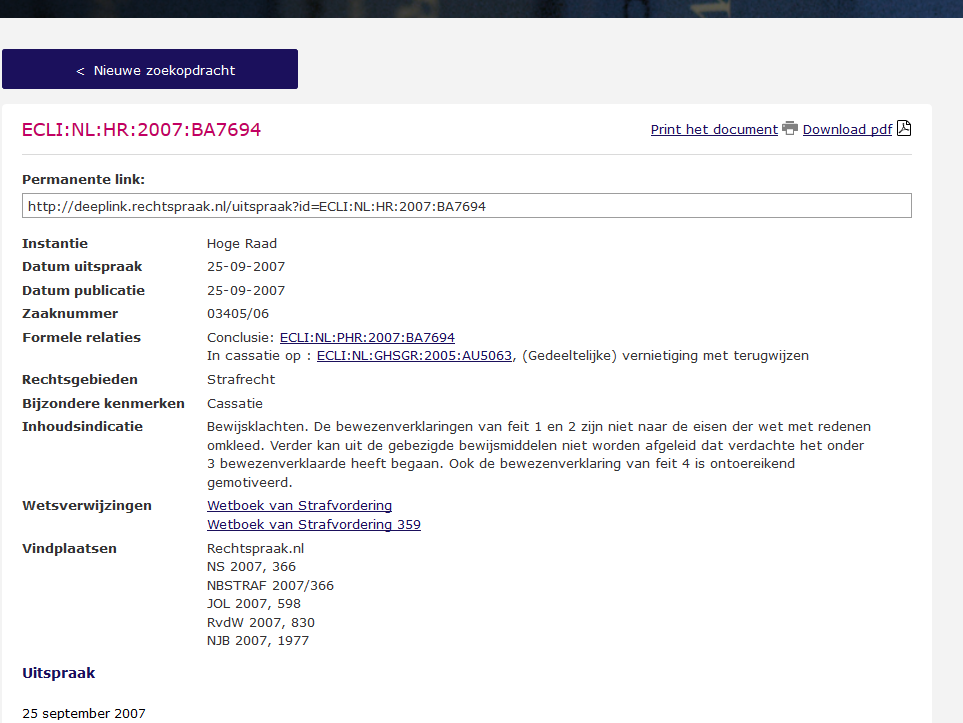 < Nieuwe zoekopdracht
ECLI:NL:HR:2007:BA7694
Print het document Download pdf
Permanente link:
http://deeplink.rechtspraak.nl/uitspraak?id=ECLI:NL:HR:2007:BA7694
Instantie Hoge Raad
Datum uitspraak 25-09-2007
Datum publicatie 25-09-2007
Zaaknummer 03405/06
Formele relaties Conclusie: ECLI:NL:PHR:2007:BA7694
In cassatie op : ECLI:NL:GHSGR:2005:AU5063, (Gedeeltelijke) vernietiging met terugwijzen
Rechtsgebieden Strafrecht
Bijzondere kenmerken Cassatie
Inhoudsindicatie Bewijsklachten. De bewezenverklaringen van feit 1 en 2 zijn niet naar de eisen der wet met redenen
omkleed. Verder kan uit de gebezigde bewijsmiddelen niet worden afgeleid dat verdachte het onder
3 bewezenverklaarde heeft begaan. Ook de bewezenverklaring van feit 4 is ontoereikend
gemotiveerd.
Wetsverwijzingen Wetboek van Strafvordering
Wetboek van Strafvordering 359
Vindplaatsen Rechtspraak.nl
NS 2007, 366
NBSTRAF 2007/366
JOL 2007, 598
RvdW 2007, 830
NJB 2007, 1977
Uitspraak
25 september 2007